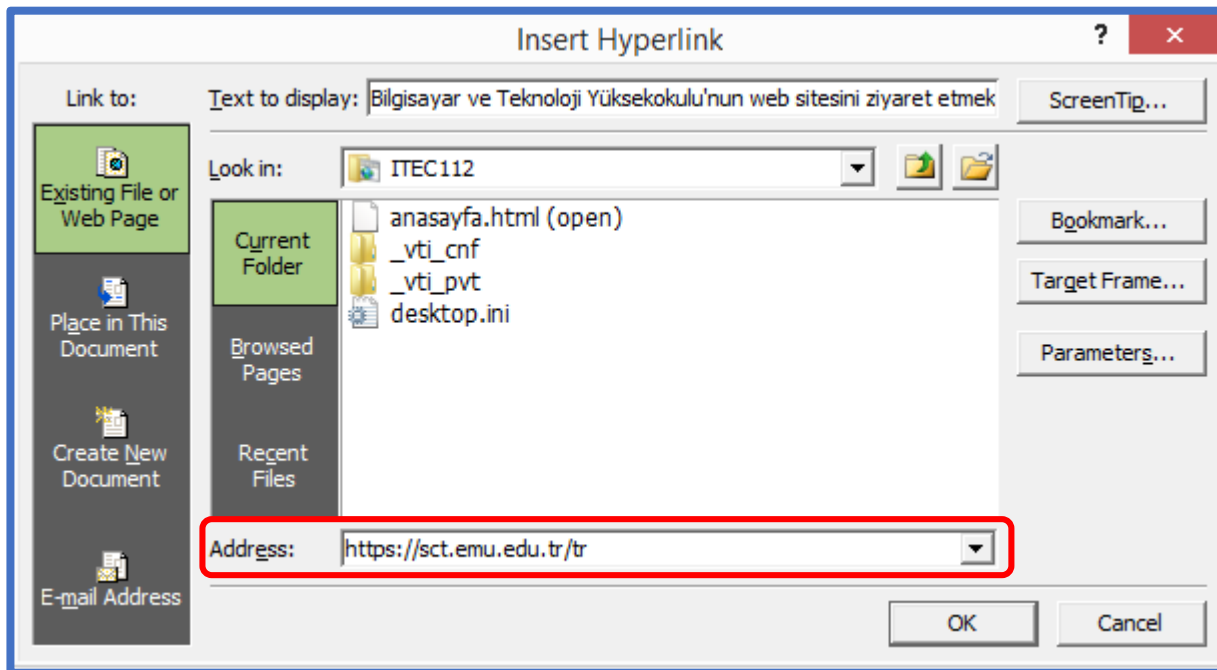 Insert Hyperlink
?
Link to:
Text to display: Bilgisayar ve Teknoloji Yüksekokulu'nun web sitesini ziyaret etmek
ScreenTip...
Existing File or
Web Page
Look in: ITEC112
Current
Folder
anasayfa.html (open)
_vti_cnf
_vti_pvt
desktop.ini
Bookmark...
Target Frame...
Place in This
Document
Browsed
Pages
Parameters...
Create New
Document
Recent
Files
Address: https://sct.emu.edu.tr/tr
E-mail Address
OK
Cancel